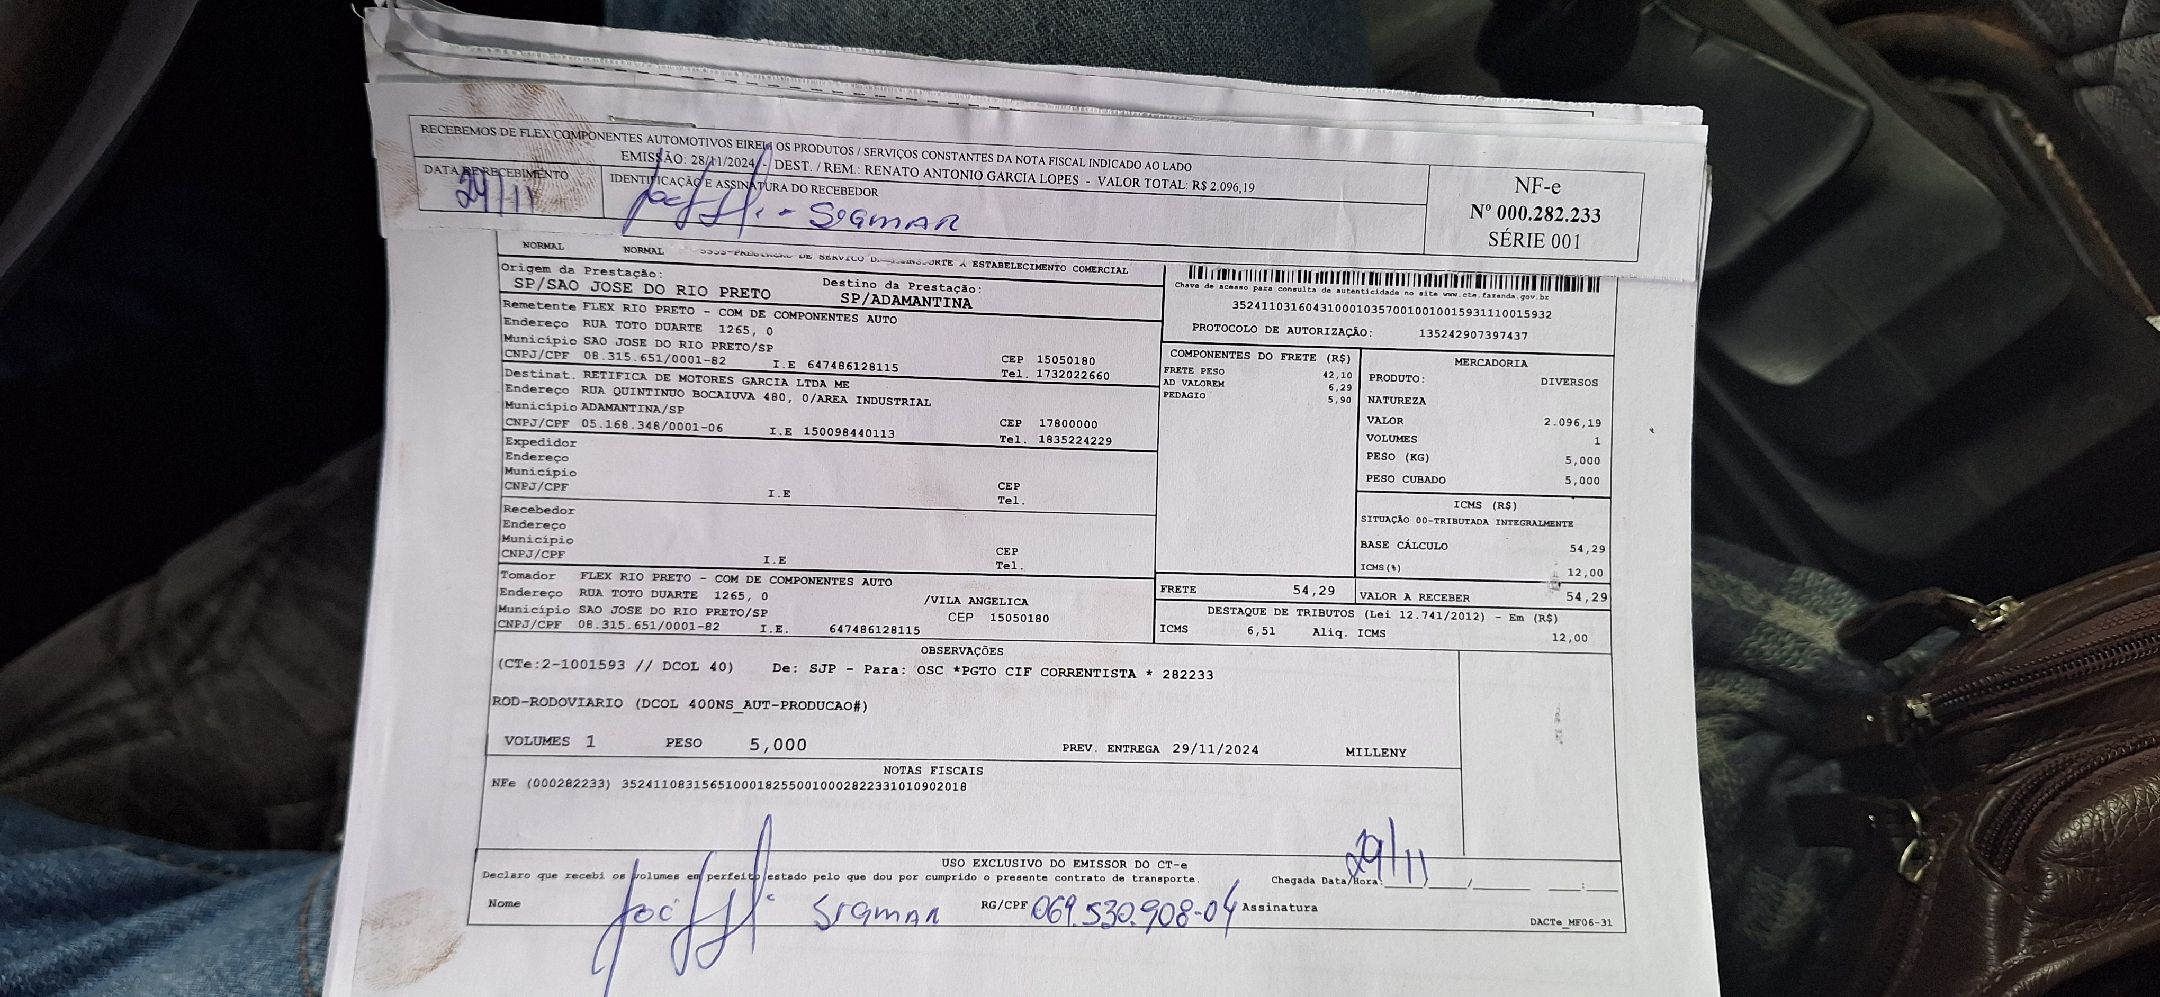 RECEBEMOS DE FLEX COMPONENTES AUTOMOTIVOS EIRELI OS PRODUTOS / SERVIÇOS CONSTANTES DA NOTA FISCAL INDICADO AO LADO
EMISSÃO: 28/11/2024 - DEST. / REM.: RENATO ANTONIO GARCIA LOPES - VALOR TOTAL: R$ 2.096,19
DATA DE RECEBIMENTO
29/11
IDENTIFICAÇÃO E ASSINATURA DO RECEBEDOR
SIGMAR
NF-e
Nº 000.282.233
SÉRIE 001
NORMAL NORMAL DE SERVICO A ESTABELECIMENTO COMERCIAL
Origem da Prestação:
SP/SAO JOSE DO RIO PRETO
Destino da Prestação:
SP/ADAMANTINA
Remetente FLEX RIO PRETO - COM DE COMPONENTES AUTO
Endereço RUA TOTO DUARTE 1265, 0
Município SAO JOSE DO RIO PRETO/SP
CNPJ/CPF 08.315.651/0001-82 I.E 647486128115
CEP 15050180
Tel. 1732022660
Destinat. RETIFICA DE MOTORES GARCIA LTDA ME
Endereço RUA QUINTINUO BOCAIUVA 480, 0/AREA INDUSTRIAL
Município ADAMANTINA/SP
CNPJ/CPF 05.168.348/0001-06 I.E 150098440113
CEP 17800000
Tel. 1835224229
Expedidor
Endereço
Município
CNPJ/CPF I.E
CEP
Tel.
Recebedor
Endereço
Município
CNPJ/CPF I.E
CEP
Tel.
Tomador FLEX RIO PRETO - COM DE COMPONENTES AUTO
Endereço RUA TOTO DUARTE 1265, 0 /VILA ANGELICA
Município SAO JOSE DO RIO PRETO/SP CEP 15050180
CNPJ/CPF 08.315.651/0001-82 I.E. 647486128115
Chave de acesso para consulta de autenticidade no site www.cte.fazenda.gov.br
35241103160431000103570010010015931110015932
PROTOCOLO DE AUTORIZAÇÃO: 135242907397437
COMPONENTES DO FRETE (R$)
FRETE PESO 42,10
AD VALOREM 6,29
PEDAGIO 5,90
MERCADORIA
PRODUTO: DIVERSOS
NATUREZA
VALOR 2.096,19
VOLUMES 1
PESO (KG) 5,000
PESO CUBADO 5,000
ICMS (R$)
SITUAÇÃO 00-TRIBUTADA INTEGRALMENTE
BASE CÁLCULO 54,29
ICMS(%) 12,00
FRETE 54,29
VALOR A RECEBER 54,29
DESTAQUE DE TRIBUTOS (Lei 12.741/2012) - Em (R$)
ICMS 6,51 Aliq. ICMS 12,00
OBSERVAÇÕES
(CTe:2-1001593 // DCOL 40) De: SJP - Para: OSC *PGTO CIF CORRENTISTA * 282233
ROD-RODOVIARIO (DCOL 400NS_AUT-PRODUCAO#)
VOLUMES 1 PESO 5,000 PREV. ENTREGA 29/11/2024 MILLENY
NOTAS FISCAIS
NFe (000282233) 35241108315651000182550010002822331010902018
USO EXCLUSIVO DO EMISSOR DO CT-e
Declaro que recebi os volumes em perfeito estado pelo que dou por cumprido o presente contrato de transporte.
Chegada Data/Hora: 29/11
Nome SIGMAR RG/CPF 069.530.908-04 Assinatura
DACTe_MF06-31